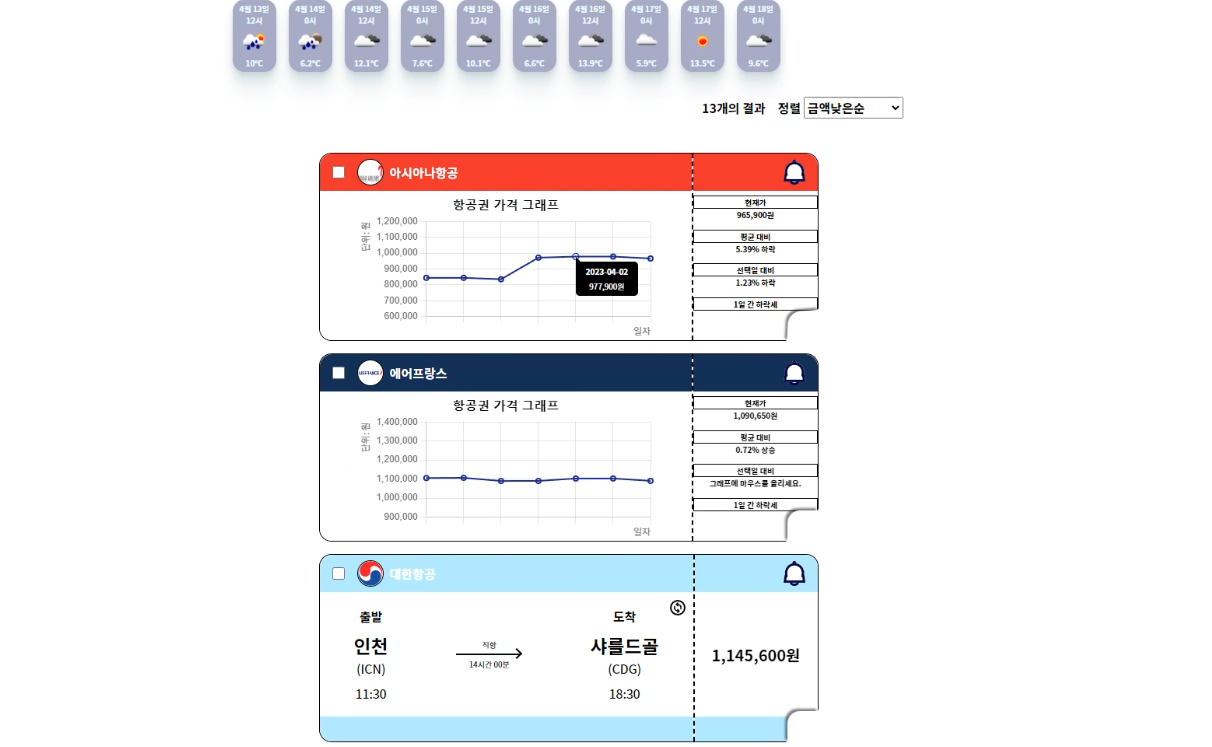 4월 13일 4월 14일 4월 14일 4월 15일 4월 15일 4월 16일 4월 16일 4월 17일 4월 17일 4월 18일
12시 0시 12시 0시 12시 0시 12시 0시 12시 0시
10℃ 6.2℃ 12.1℃ 7.6℃ 10.1℃ 6.6℃ 13.9℃ 5.9℃ 13.5℃ 9.6℃
13개의 결과 정렬 금액낮은순
아시아나항공
항공권 가격 그래프
단위: 원
1,200,000
1,100,000
1,000,000
900,000
800,000
700,000
600,000
2023-04-02
977,900원
일자
현재가
965,900원
평균 대비
5.39% 하락
선택일 대비
1.23% 하락
1일 간 하락세
에어프랑스
항공권 가격 그래프
단위: 원
1,400,000
1,300,000
1,200,000
1,100,000
1,000,000
900,000
일자
현재가
1,090,650원
평균 대비
0.72% 상승
선택일 대비
그래프에 마우스를 올리세요.
1일 간 하락세
대한항공
출발
인천
(ICN)
11:30
직항
14시간 00분
도착
샤를드골
(CDG)
18:30
1,145,600원